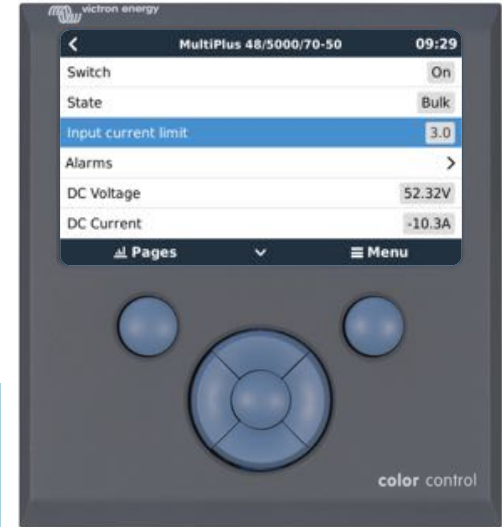 victron energy
MultiPlus 48/5000/70-50 09:29
Switch On
State Bulk
Input current limit 3.0
Alarms
DC Voltage 52.32V
DC Current -10.3A
Pages Menu
color control